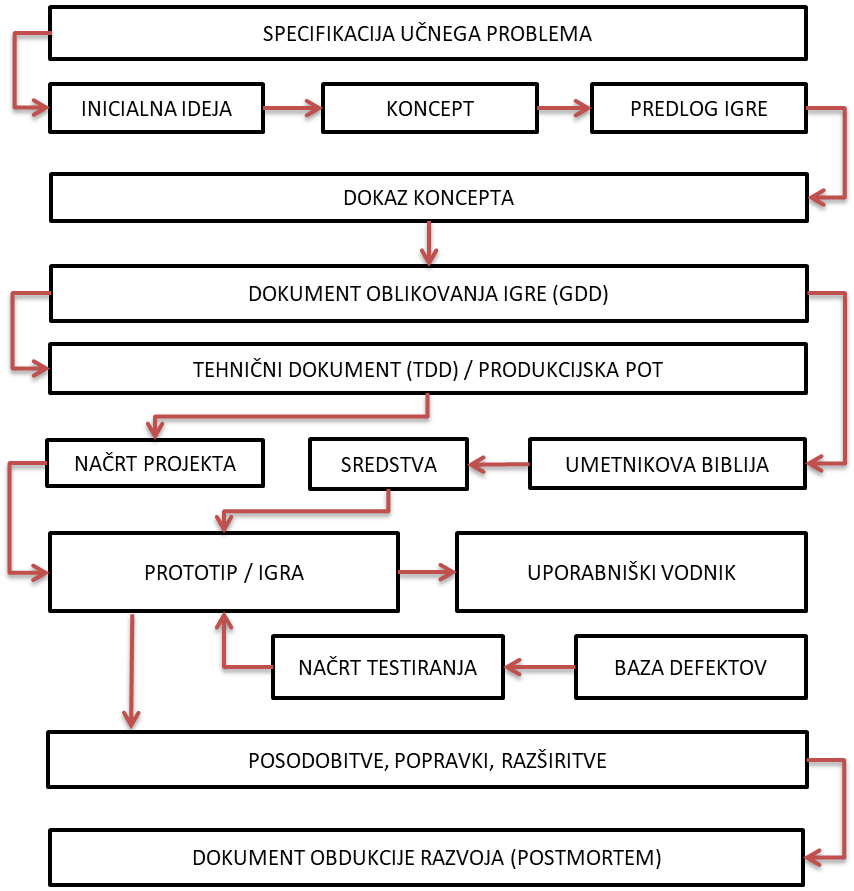 SPECIFIKACIJA UČNEGA PROBLEMA
INICIALNA IDEJA
KONCEPT
PREDLOG IGRE
DOKAZ KONCEPTA
DOKUMENT OBLIKOVANJA IGRE (GDD)
TEHNIČNI DOKUMENT (TDD) / PRODUKCIJSKA POT
NAČRT PROJEKTA
SREDSTVA
UMETNIKOVA BIBLIJA
PROTOTIP / IGRA
UPORABNIŠKI VODNIK
NAČRT TESTIRANJA
BAZA DEFEKTOV
POSODOBITVE, POPRAVKI, RAZŠIRITVE
DOKUMENT OBDUKCIJE RAZVOJA (POSTMORTEM)